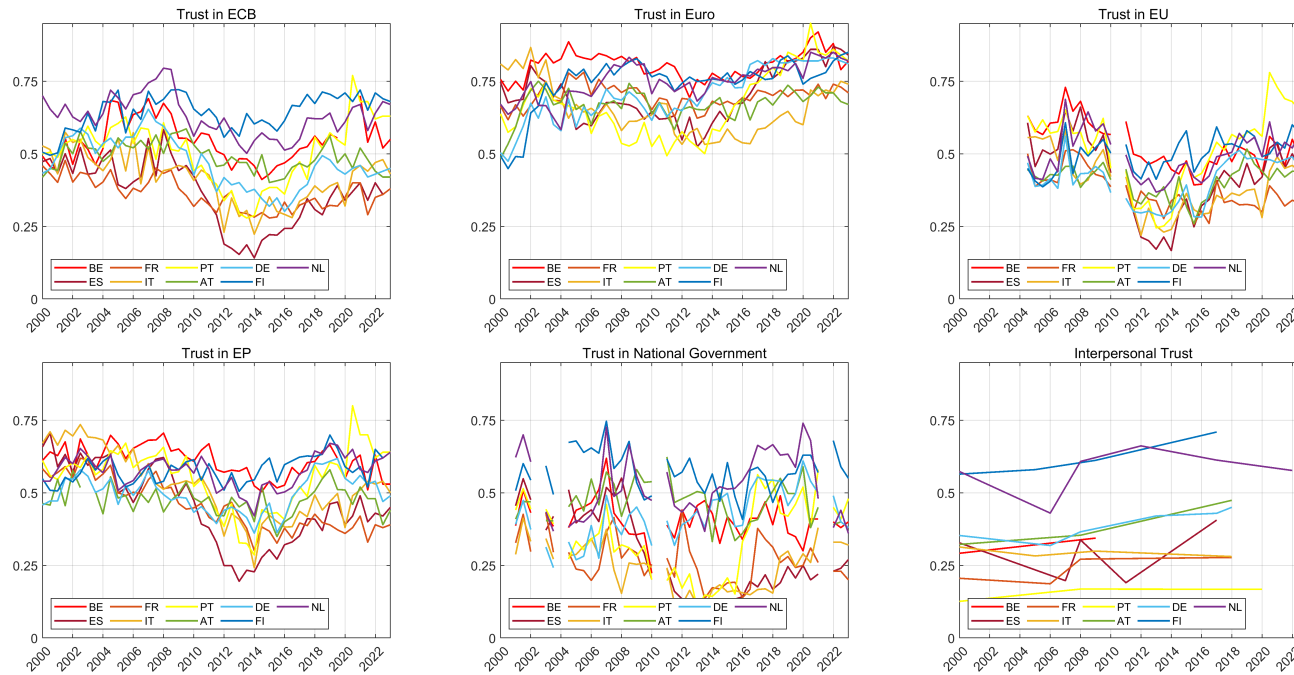 Trust in ECB
0.75
0.5
0.25
0
BE FR PT DE NL
ES IT AT FI
2000 2002 2004 2006 2008 2010 2012 2014 2016 2018 2020 2022
Trust in Euro
0.75
0.5
0.25
0
BE FR PT DE NL
ES IT AT FI
2000 2002 2004 2006 2008 2010 2012 2014 2016 2018 2020 2022
Trust in EU
0.75
0.5
0.25
0
BE FR PT DE NL
ES IT AT FI
2000 2002 2004 2006 2008 2010 2012 2014 2016 2018 2020
Trust in EP
0.75
0.5
0.25
0
BE FR PT DE NL
ES IT AT FI
2000 2002 2004 2006 2008 2010 2012 2014 2016 2018 2020 2022
Trust in National Government
0.75
0.5
0.25
0
BE FR PT DE NL
ES IT AT FI
2000 2002 2004 2006 2008 2010 2012 2014 2016 2018 2020 2022
Interpersonal Trust
0.75
0.5
0.25
0
BE FR PT DE NL
ES IT AT FI
2000 2002 2004 2006 2008 2010 2012 2014 2016 2018 2020